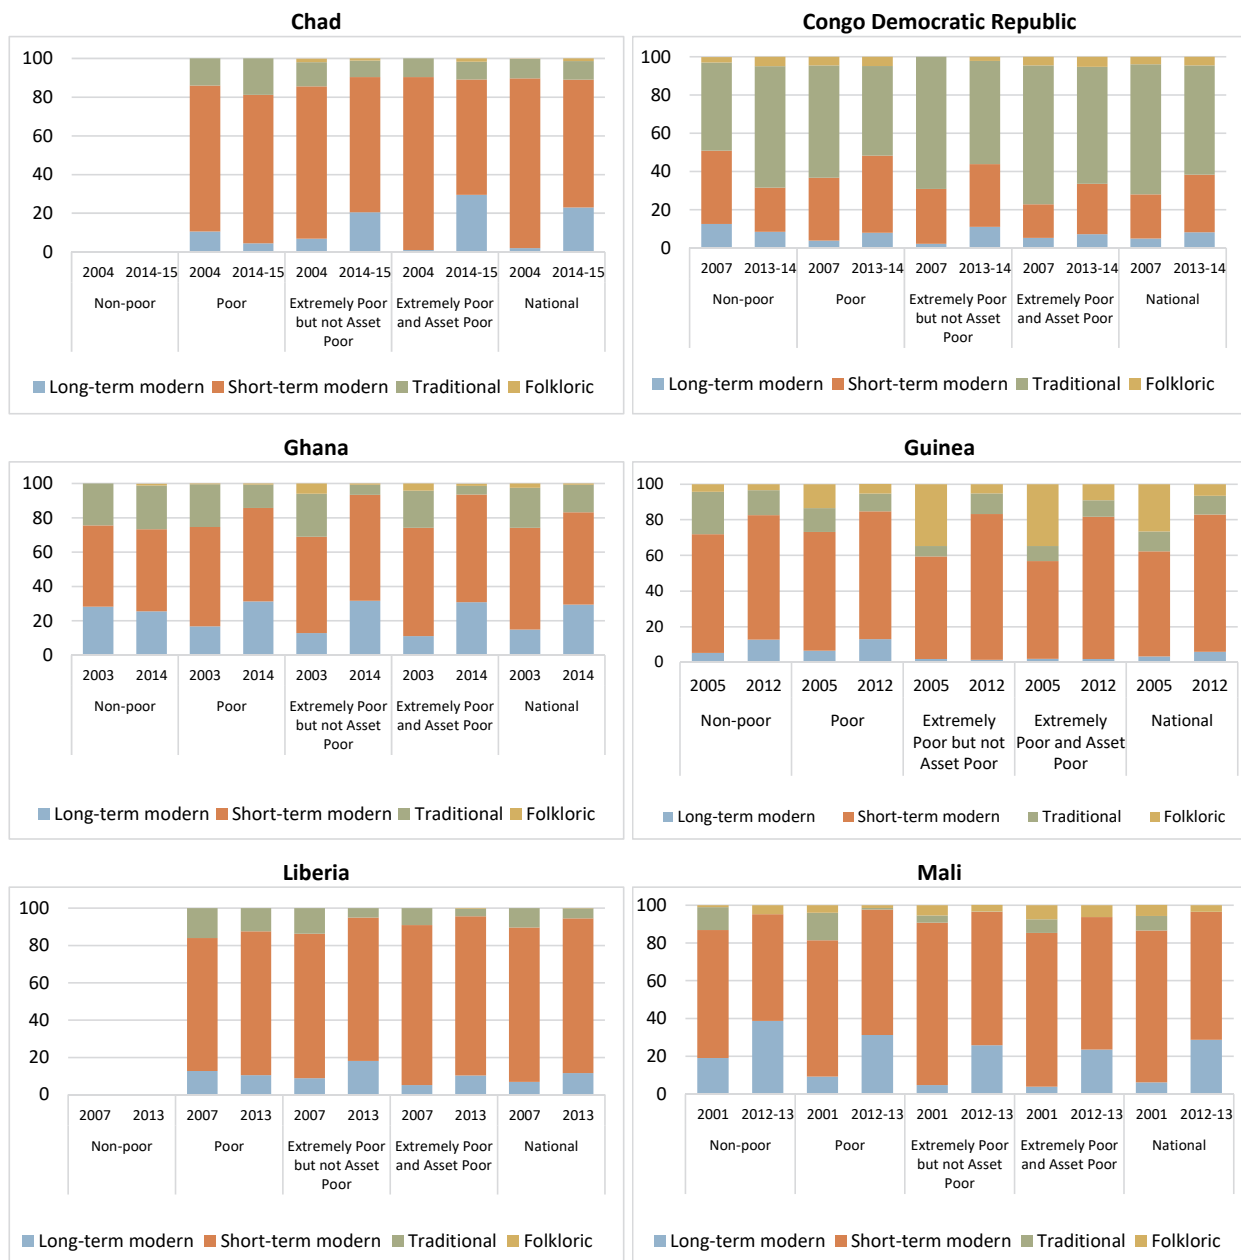 Chad
100
80
60
40
20
0
2004 2014-15 2004 2014-15 2004 2014-15 2004 2014-15 2004 2014-15
Non-poor Poor Extremely Poor but not Asset Poor Extremely Poor and Asset Poor National
Long-term modern Short-term modern Traditional Folkloric
Congo Democratic Republic
100
80
60
40
20
0
2007 2013-14 2007 2013-14 2007 2013-14 2007 2013-14 2007 2013-14
Non-poor Poor Extremely Poor but not Asset Poor Extremely Poor and Asset Poor National
Long-term modern Short-term modern Traditional Folkloric
Ghana
100
80
60
40
20
0
2003 2014 2003 2014 2003 2014 2003 2014 2003 2014
Non-poor Poor Extremely Poor but not Asset Poor Extremely Poor and Asset Poor National
Long-term modern Short-term modern Traditional Folkloric
Guinea
100
80
60
40
20
0
2005 2012 2005 2012 2005 2012 2005 2012 2005 2012
Non-poor Poor Extremely Poor but not Asset Poor Extremely Poor and Asset Poor National
Long-term modern Short-term modern Traditional Folkloric
Liberia
100
80
60
40
20
0
2007 2013 2007 2013 2007 2013 2007 2013 2007 2013
Non-poor Poor Extremely Poor but not Asset Poor Extremely Poor and Asset Poor National
Long-term modern Short-term modern Traditional Folkloric
Mali
100
80
60
40
20
0
2001 2012-13 2001 2012-13 2001 2012-13 2001 2012-13 2001 2012-13
Non-poor Poor Extremely Poor but not Asset Poor Extremely Poor and Asset Poor National
Long-term modern Short-term modern Traditional Folkloric